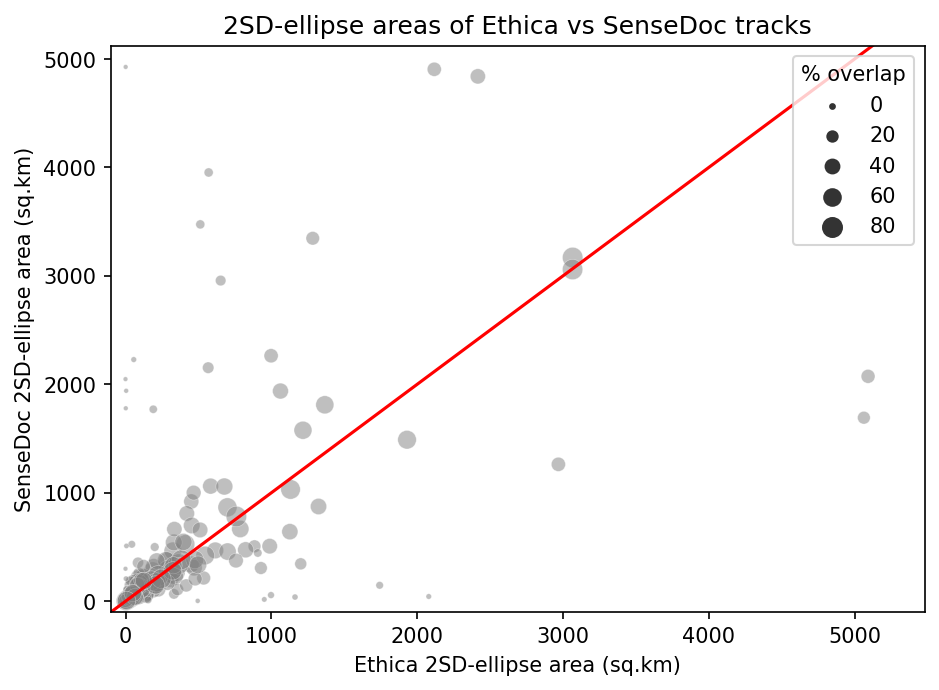 2SD-ellipse areas of Ethica vs SenseDoc tracks
% overlap
0
20
40
60
80
5000
4000
3000
2000
1000
0
SenseDoc 2SD-ellipse area (sq.km)
0 1000 2000 3000 4000 5000
Ethica 2SD-ellipse area (sq.km)